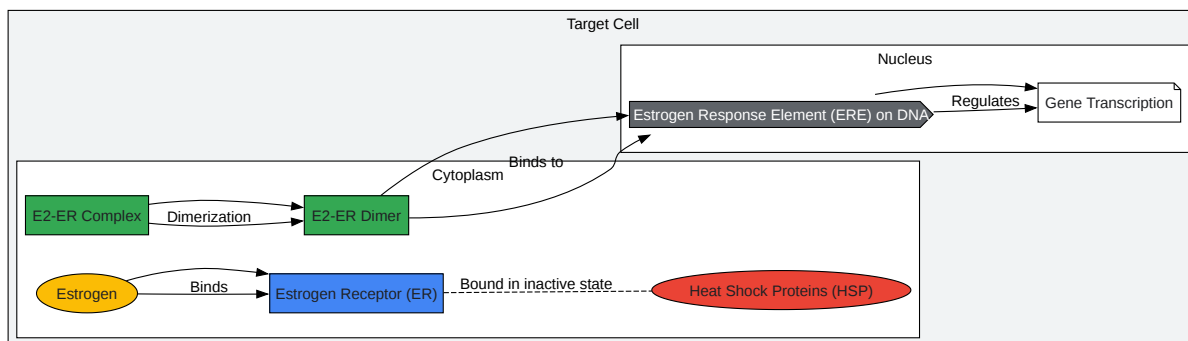 Target Cell
Nucleus
Estrogen Response Element (ERE) on DNA
Regulates
Gene Transcription
Binds to
Cytoplasm
E2-ER Complex
Dimerization
E2-ER Dimer
Estrogen
Binds
Estrogen Receptor (ER)
Bound in inactive state
Heat Shock Proteins (HSP)